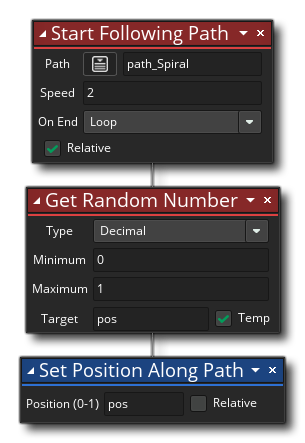 Start Following Path
Path path_Spiral
Speed 2
On End Loop
Relative
Get Random Number
Type Decimal
Minimum 0
Maximum 1
Target pos Temp
Set Position Along Path
Position (0-1) pos Relative